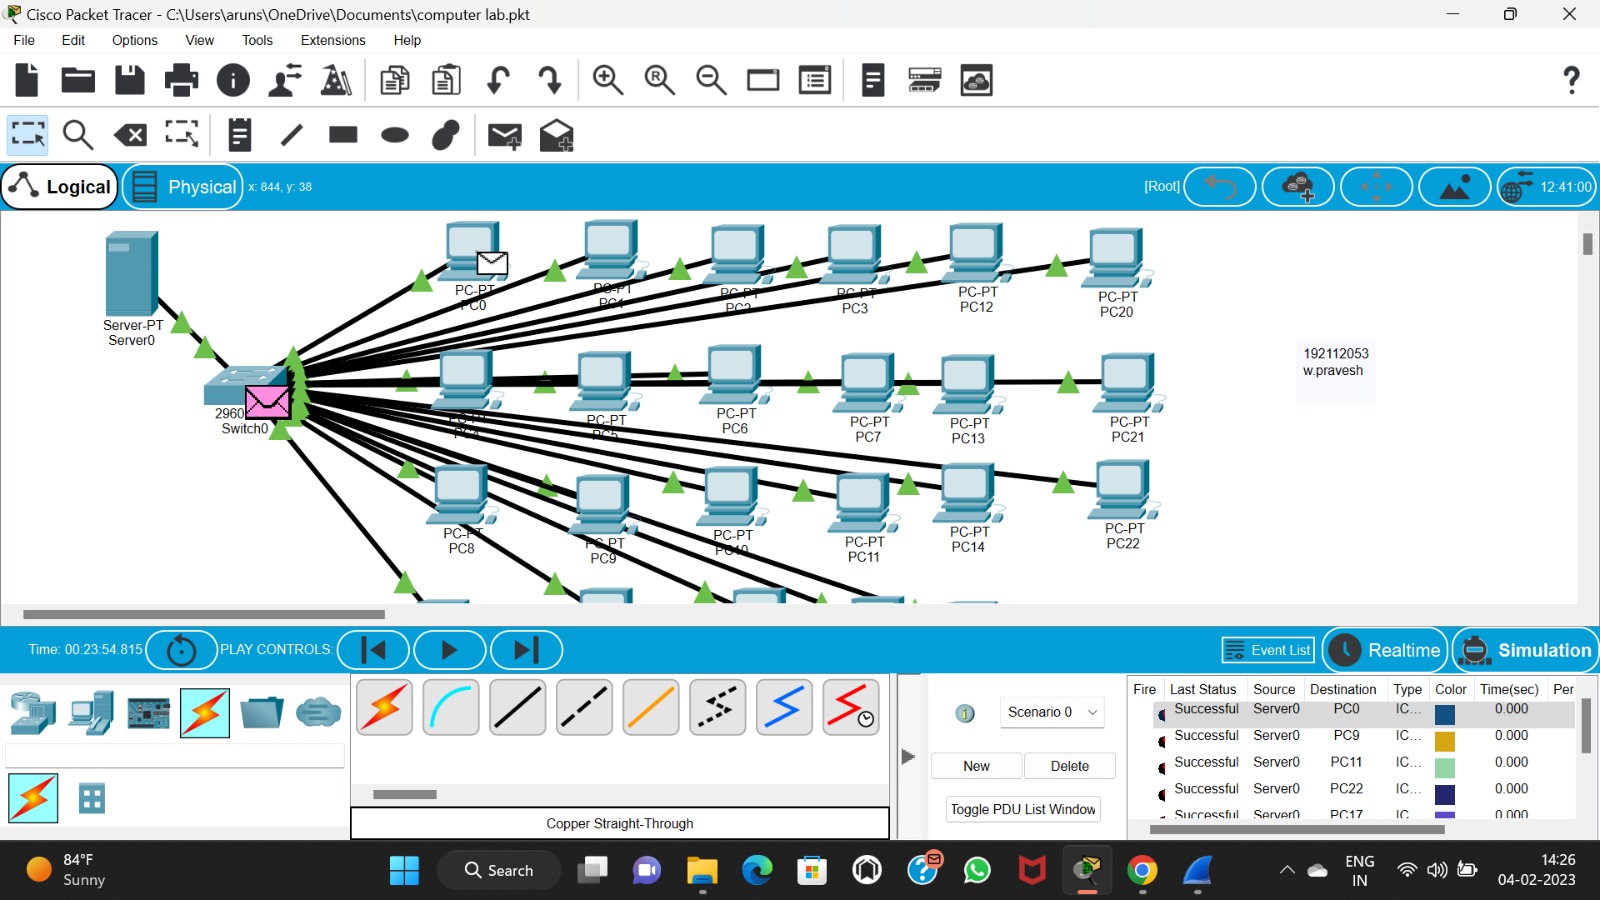 Cisco Packet Tracer - C:\Users\aruns\OneDrive\Documents\computer lab.pkt
File Edit Options View Tools Extensions Help
Logical Physical x: 844, y: 38 [Root] 12:41:00
Server-PT
Server0
2960
Switch0
PC-PT
PC0
PC-PT
PC1
PC-PT
PC2
PC-PT
PC3
PC-PT
PC12
PC-PT
PC20
192112053
w.pravesh
PC-PT
PC4
PC-PT
PC5
PC-PT
PC6
PC-PT
PC7
PC-PT
PC13
PC-PT
PC21
PC-PT
PC8
PC-PT
PC9
PC-PT
PC10
PC-PT
PC11
PC-PT
PC14
PC-PT
PC22
Time: 00:23:54.815 PLAY CONTROLS: Event List Realtime Simulation
Scenario 0
New Delete
Toggle PDU List Window
Copper Straight-Through
Fire Last Status Source Destination Type Color Time(sec) Per
Successful Server0 PC0 IC... 0.000
Successful Server0 PC9 IC... 0.000
Successful Server0 PC11 IC... 0.000
Successful Server0 PC22 IC... 0.000
Successful Server0 PC17 IC... 0.000
84°F
Sunny
Search
ENG
IN
14:26
04-02-2023